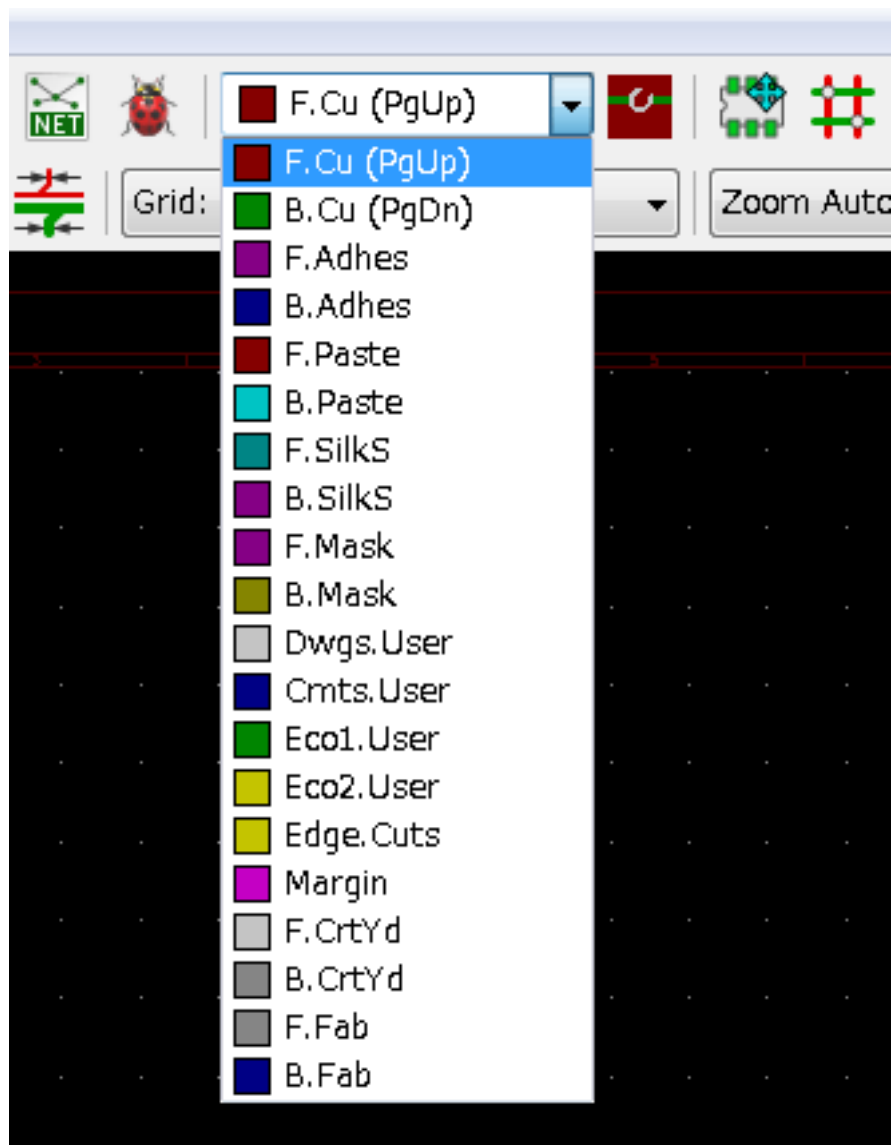 NET
F.Cu (PgUp)
Grid:
Zoom Auto
F.Cu (PgUp)
B.Cu (PgDn)
F.Adhes
B.Adhes
F.Paste
B.Paste
F.SilkS
B.SilkS
F.Mask
B.Mask
Dwgs.User
Cmts.User
Eco1.User
Eco2.User
Edge.Cuts
Margin
F.CrtYd
B.CrtYd
F.Fab
B.Fab